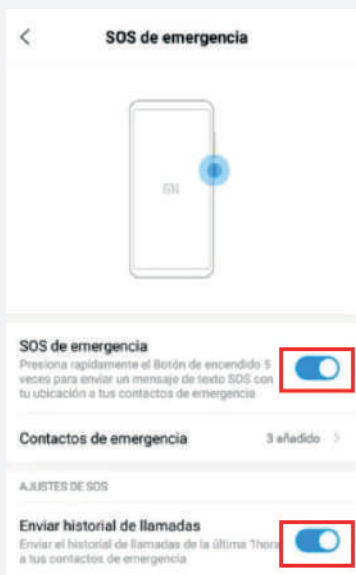 SOS de emergencia
MI
SOS de emergencia
Presiona rapidamente el Botón de encendido 5
veces para enviar un mensaje de texto SOS con
tu ubicación a tus contactos de emergencia
Contactos de emergencia 3 añadido
AJUSTES DE SOS
Enviar historial de llamadas
Enviar el historial de llamadas de la última 1hora
a tus contactos de emergencia